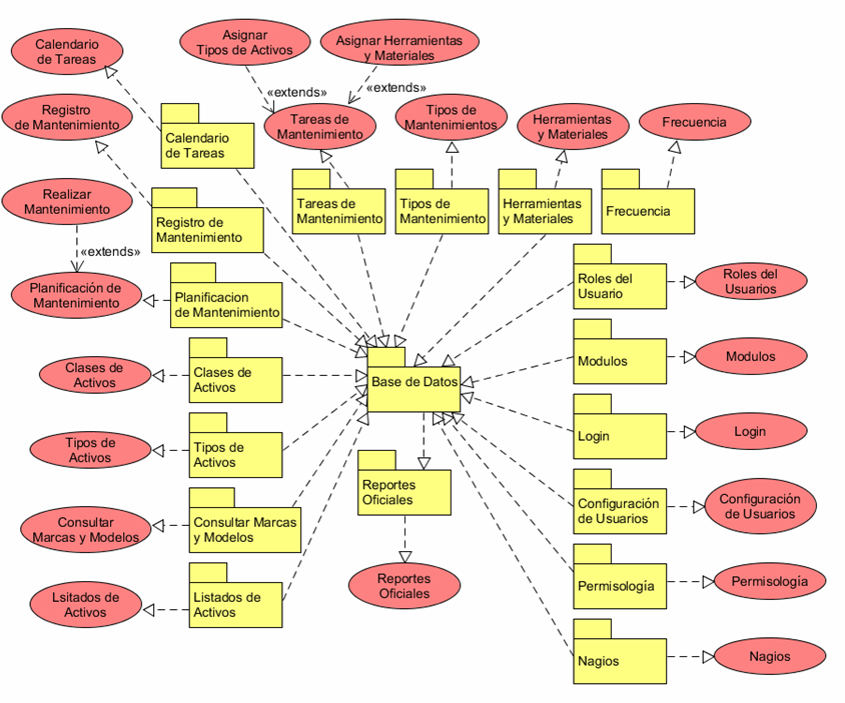 Calendario
de Tareas
Asignar
Tipos de Activos
Asignar Herramientas
y Materiales
«extends»
«extends»
Registro
de Mantenimiento
Calendario
de Tareas
Tareas de
Mantenimiento
Tipos de
Mantenimientos
Herramientas
y Materiales
Frecuencia
Realizar
Mantenimiento
Registro de
Mantenimiento
Tareas de
Mantenimiento
Tipos de
Mantenimiento
Herramientas
y Materiales
Frecuencia
«extends»
Planificación de
Mantenimiento
Planificacion
de Mantenimiento
Roles del
Usuario
Roles del
Usuarios
Clases de
Activos
Clases de
Activos
Base de Datos
Modulos
Modulos
Tipos de
Activos
Tipos de
Activos
Login
Login
Reportes
Oficiales
Consultar
Marcas y Modelos
Consultar Marcas
y Modelos
Configuración
de Usuarios
Configuración
de Usuarios
Lsitados de
Activos
Listados de
Activos
Reportes
Oficiales
Permisología
Permisología
Nagios
Nagios